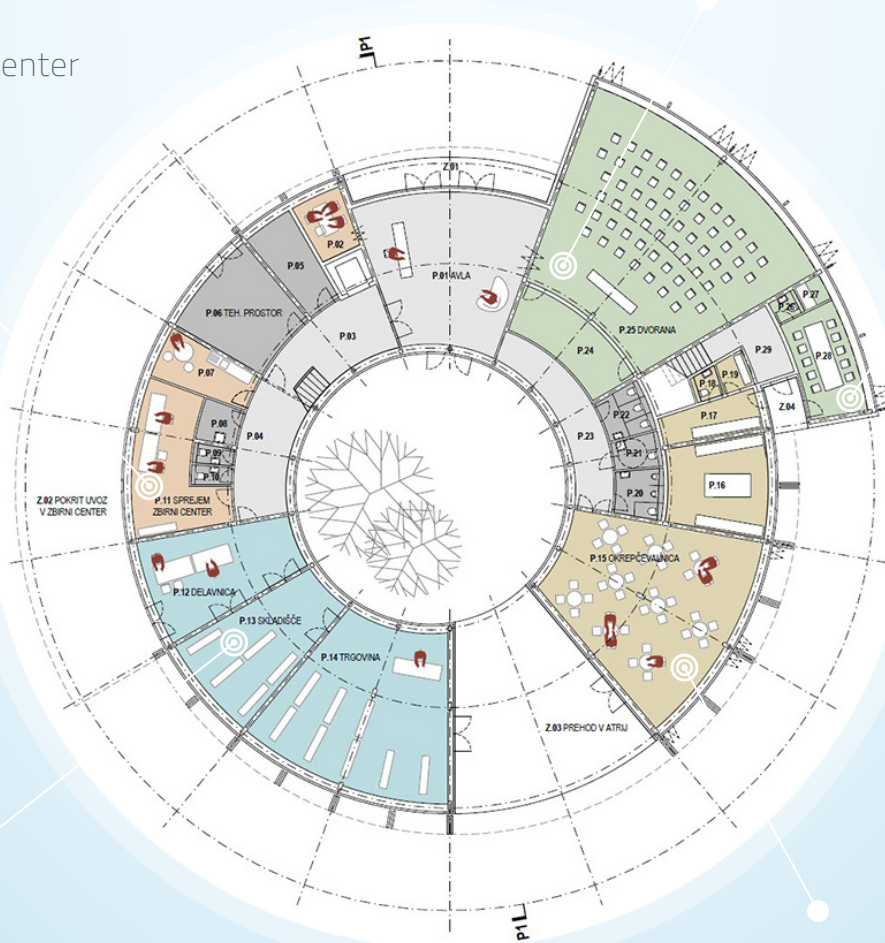 enter
P1
Z.01
P.02
P.05
P.01 AVLA
P.06 TEH. PROSTOR
P.03
P.25 DVORANA
P.26
P.27
P.24
P.29
P.28
P.07
P.18
P.19
P.08
P.04
P.22
P.17
Z.04
P.23
P.09
P.21
P.10
P.16
Z.02 POKRIT UVOZ
V ZBIRNI CENTER
P.11 SPREJEM
ZBIRNI CENTER
P.20
P.15 OKREPČEVALNICA
P.12 DELAVNICA
P.13 SKLADIŠČE
P.14 TRGOVINA
Z.03 PREHOD V ATRIJ
P1